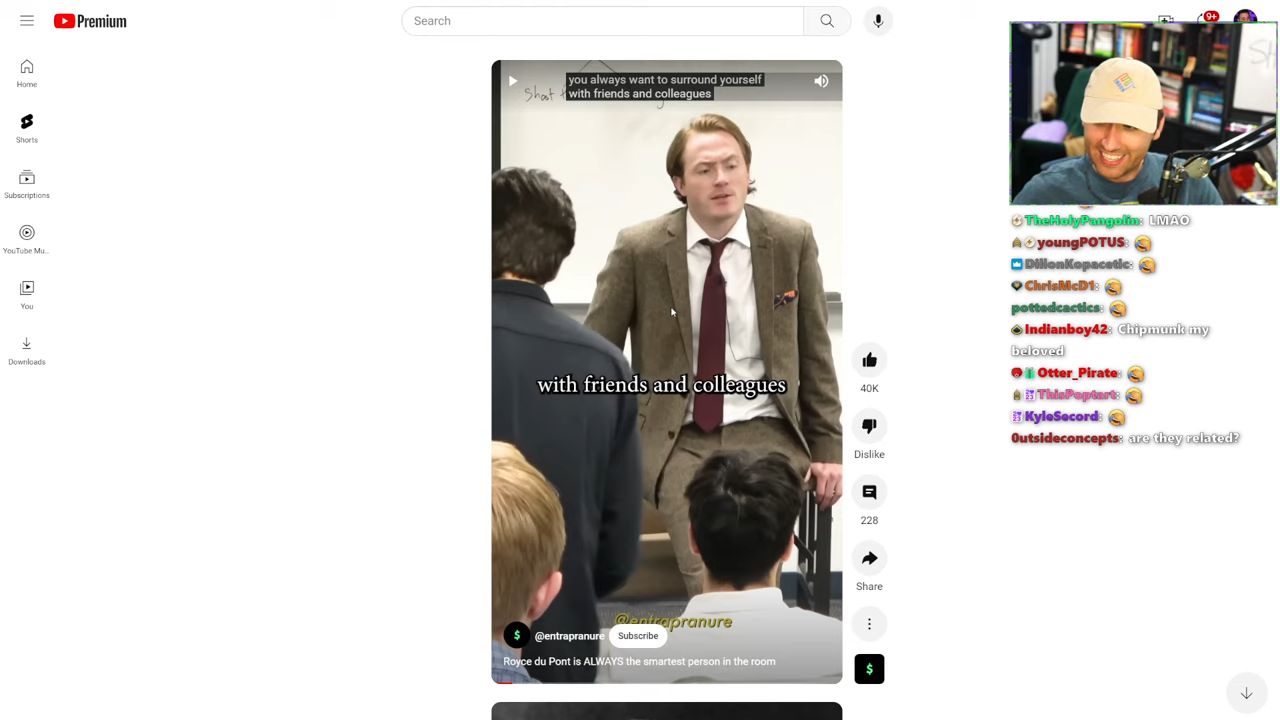 Premium
Search
9+
Home
Shorts
Subscriptions
YouTube Mu...
You
Downloads
you always want to surround yourself
with friends and colleagues
Shoot
with friends and colleagues
@entrapranure
@entrapranure
Subscribe
Royce du Pont is ALWAYS the smartest person in the room
40K
Dislike
228
Share
TheHolyPangolin: LMAO
youngPOTUS:
DillonKopacetic:
ChrisMcD1:
pottedcactics:
Indianboy42: Chipmunk my
beloved
Otter_Pirate:
ThisPoptart:
KyleSecord:
0utsideconcepts: are they related?